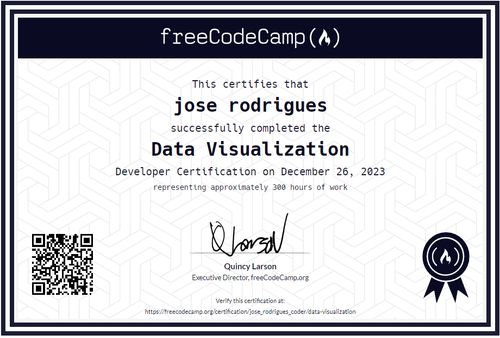 freeCodeCamp(🔥)
This certifies that
jose rodrigues
successfully completed the
Data Visualization
Developer Certification on December 26, 2023
representing approximately 300 hours of work
QLarson
Quincy Larson
Executive Director, freeCodeCamp.org
Verify this certification at:
https://freecodecamp.org/certification/jose_rodrigues_coder/data-visualization